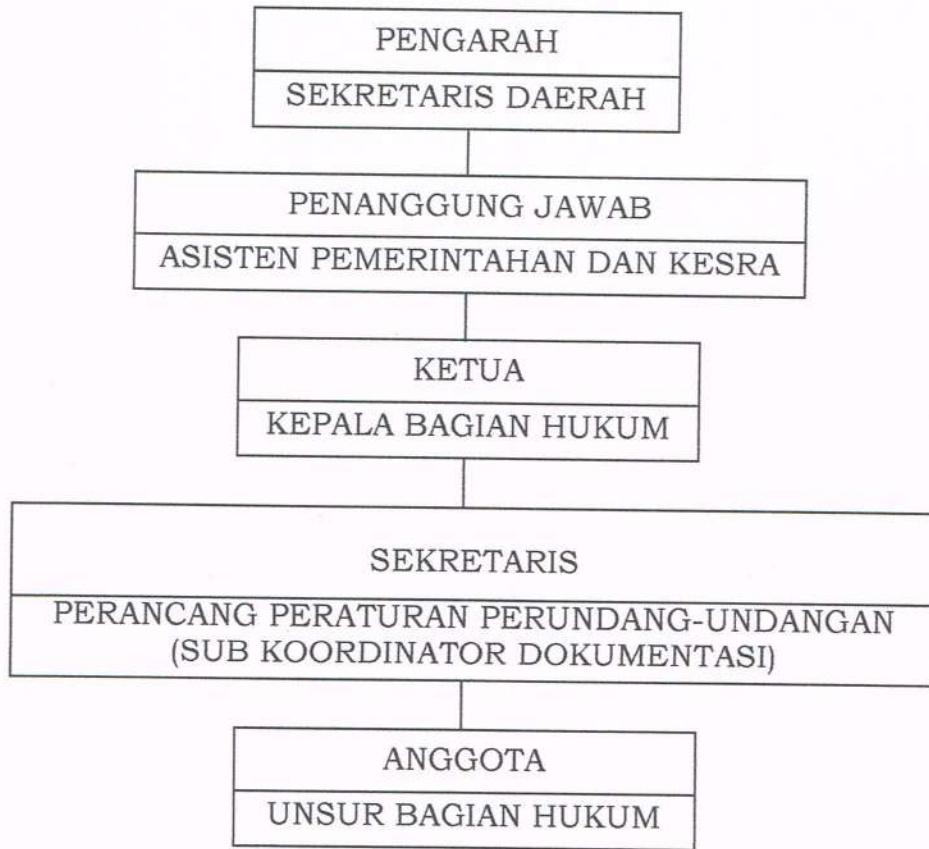 PENGARAH
SEKRETARIS DAERAH
PENANGGUNG JAWAB
ASISTEN PEMERINTAHAN DAN KESRA
KETUA
KEPALA BAGIAN HUKUM
SEKRETARIS
PERANCANG PERATURAN PERUNDANG-UNDANGAN
(SUB KOORDINATOR DOKUMENTASI)
ANGGOTA
UNSUR BAGIAN HUKUM